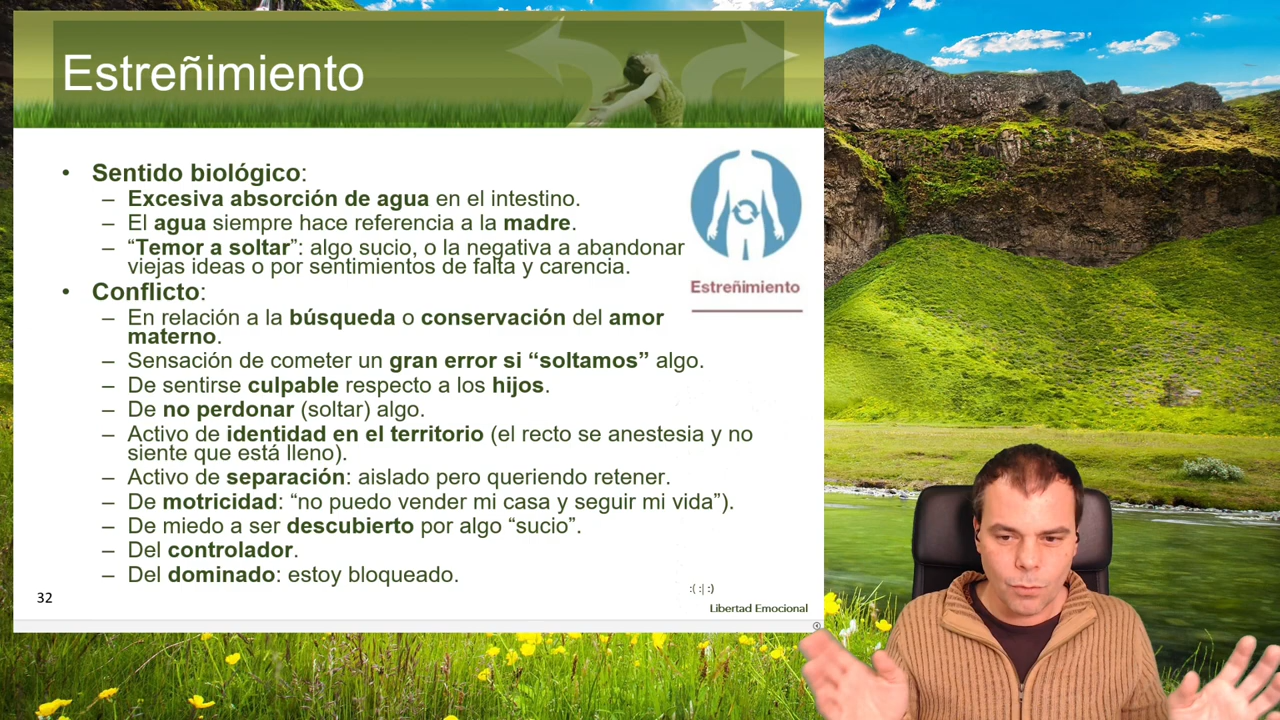 Estreñimiento
• Sentido biológico:
– Excesiva absorción de agua en el intestino.
– El agua siempre hace referencia a la madre.
– “Temor a soltar”: algo sucio, o la negativa a abandonar
viejas ideas o por sentimientos de falta y carencia.
Estreñimiento
• Conflicto:
– En relación a la búsqueda o conservación del amor
materno.
– Sensación de cometer un gran error si “soltamos” algo.
– De sentirse culpable respecto a los hijos.
– De no perdonar (soltar) algo.
– Activo de identidad en el territorio (el recto se anestesia y no
siente que está lleno).
– Activo de separación: aislado pero queriendo retener.
– De motricidad: “no puedo vender mi casa y seguir mi vida”).
– De miedo a ser descubierto por algo “sucio”.
– Del controlador.
– Del dominado: estoy bloqueado.
:( :| :)
32
Libertad Emocional